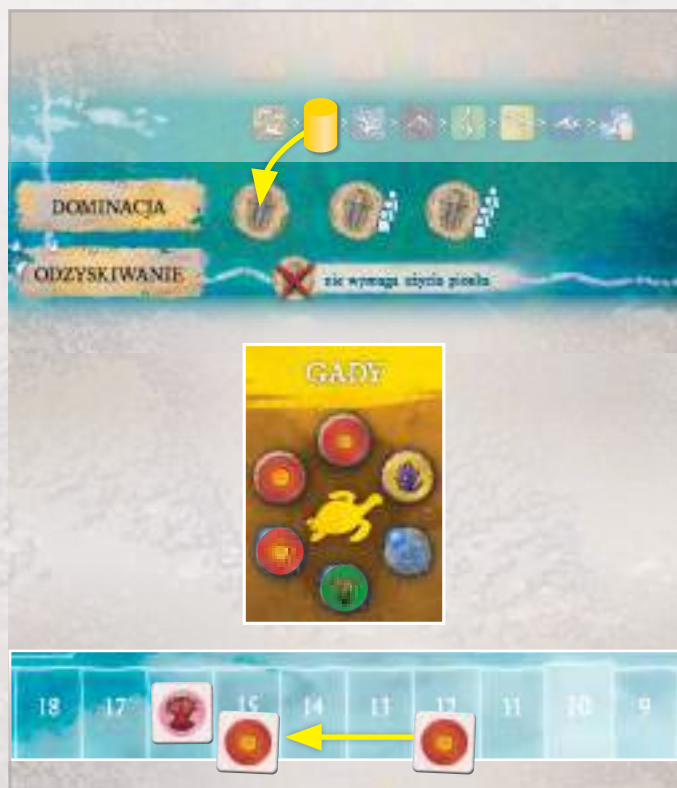 DOMINACJA
ODZYSKIWANIE nie wymaga użycia pionka
GADY
18 17 15 14 13 12 11 10 9